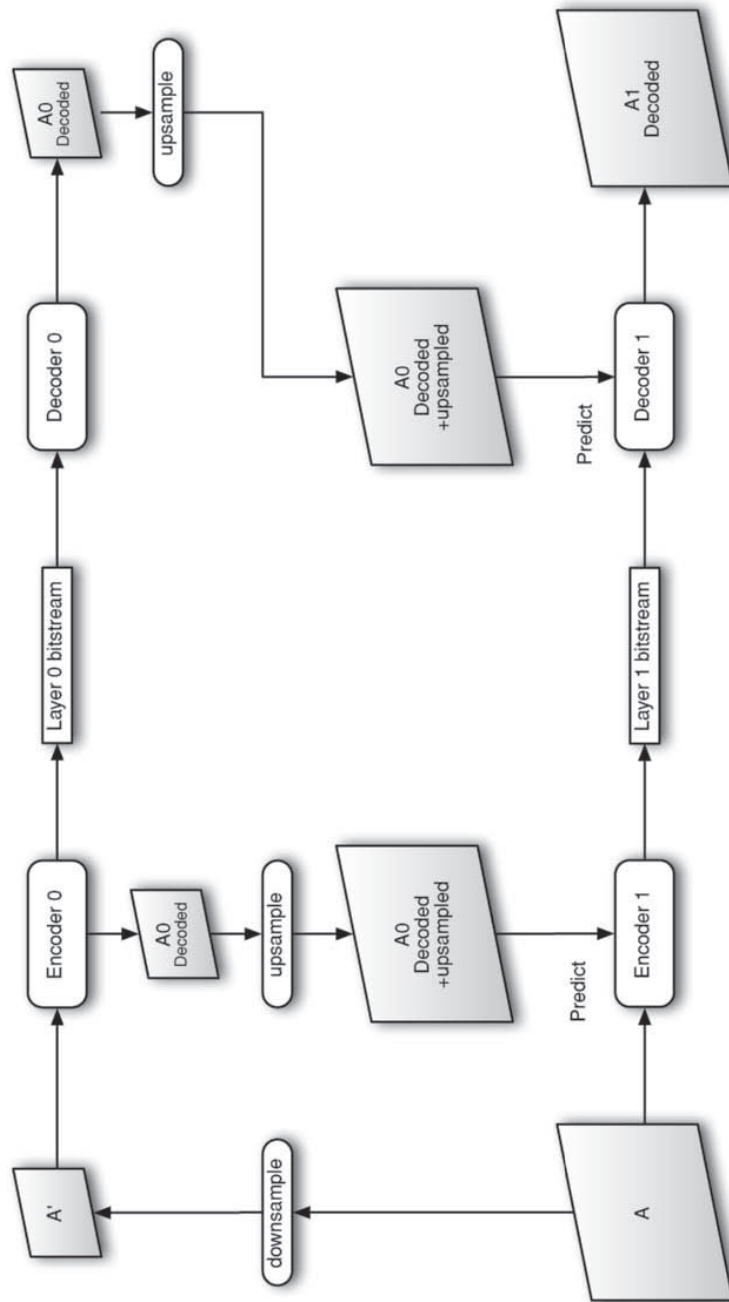 A'
Encoder 0
Layer 0 bitstream
Decoder 0
A0
Decoded
downsample
A0
Decoded
upsample
upsample
A0
Decoded
+upsampled
A0
Decoded
+upsampled
Predict
Predict
A
Encoder 1
Layer 1 bitstream
Decoder 1
A1
Decoded